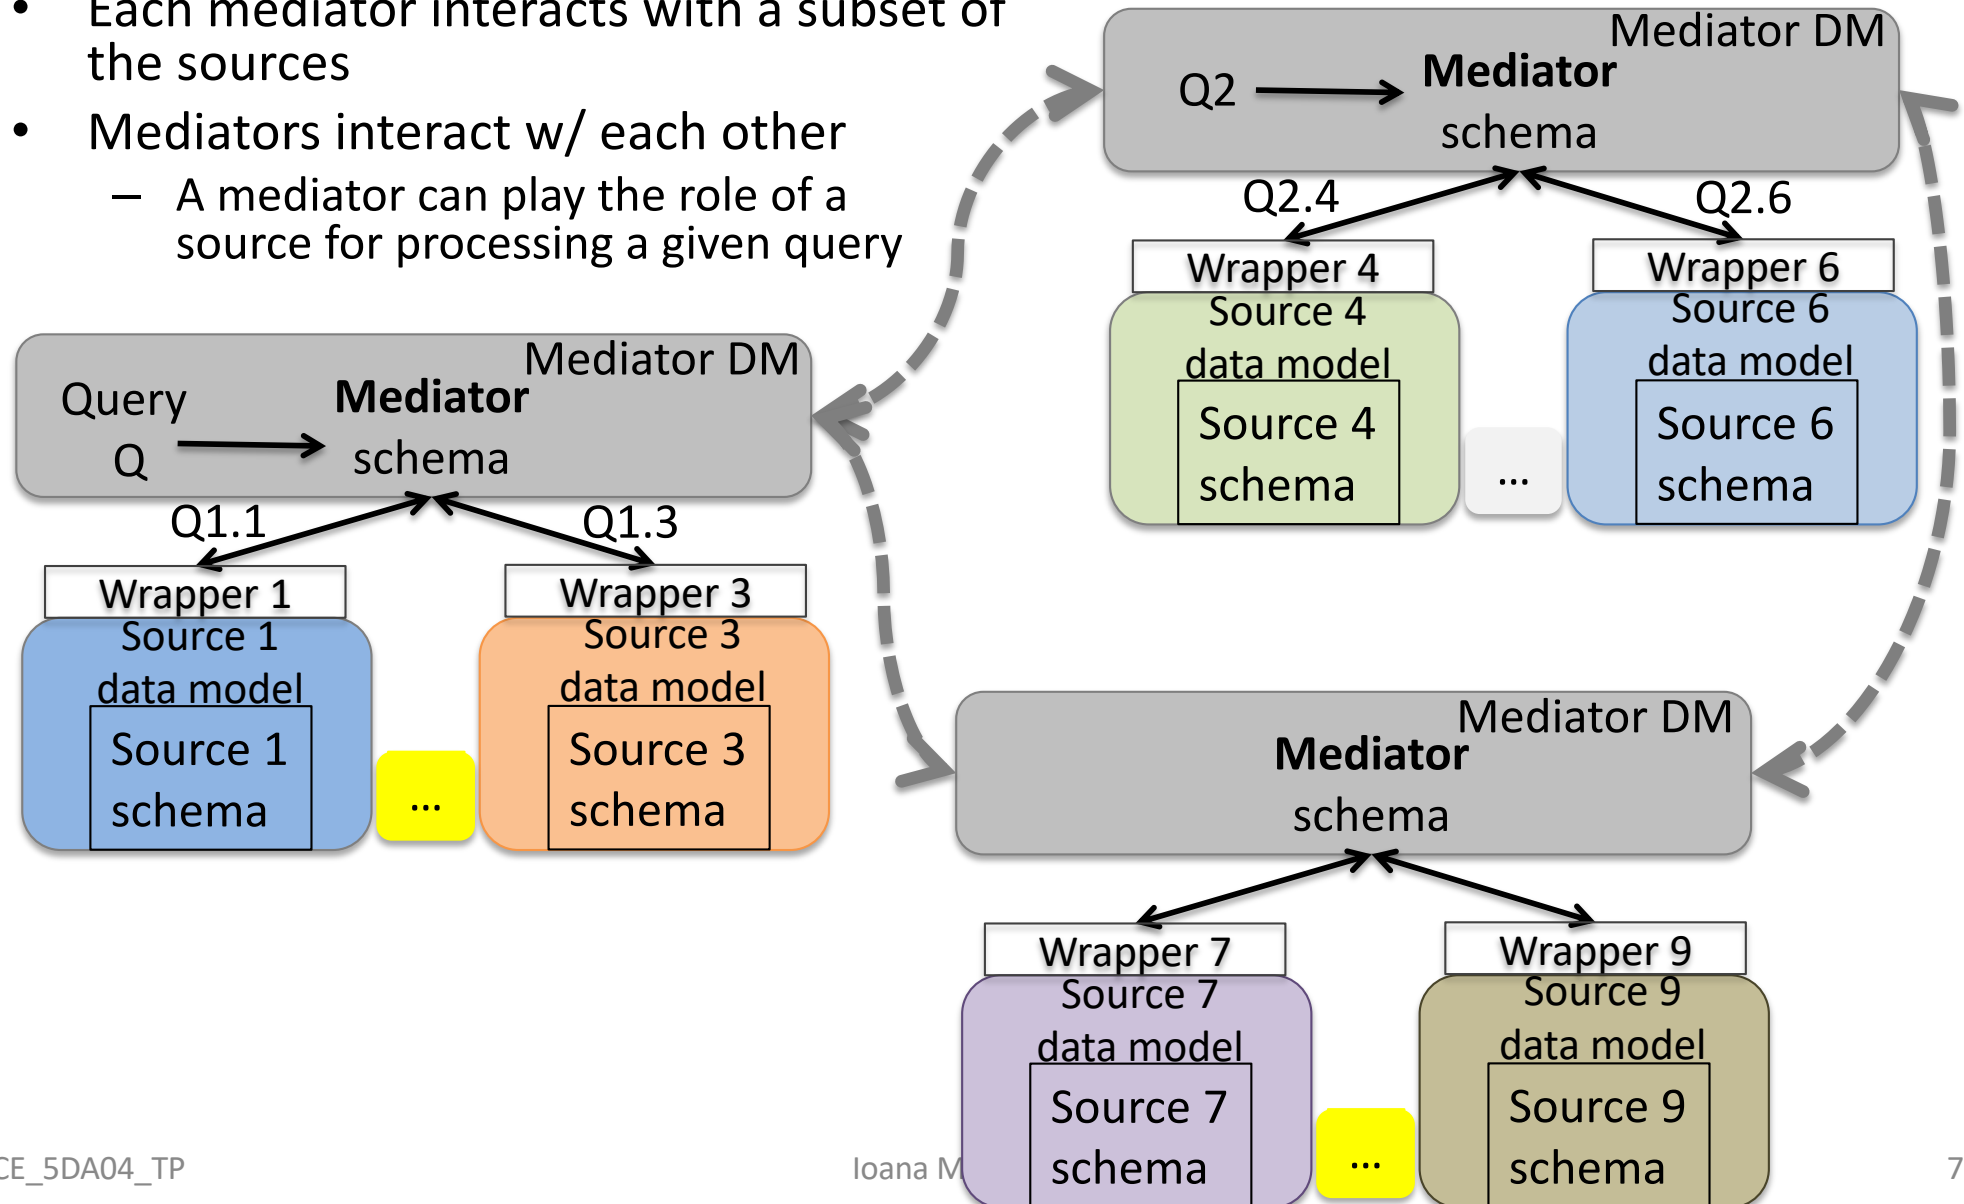 • Each mediator interacts with a subset of
the sources
• Mediators interact w/ each other
– A mediator can play the role of a
source for processing a given query
Mediator DM
Q2
Mediator
schema
Q2.4
Q2.6
Wrapper 4
Source 4
data model
Source 4
schema
...
Wrapper 6
Source 6
data model
Source 6
schema
Mediator DM
Query
Q
Mediator
schema
Q1.1
Q1.3
Wrapper 1
Source 1
data model
Source 1
schema
...
Wrapper 3
Source 3
data model
Source 3
schema
Mediator DM
Mediator
schema
Wrapper 7
Source 7
data model
Source 7
schema
...
Wrapper 9
Source 9
data model
Source 9
schema
CE_5DA04_TP
Ioana M
7